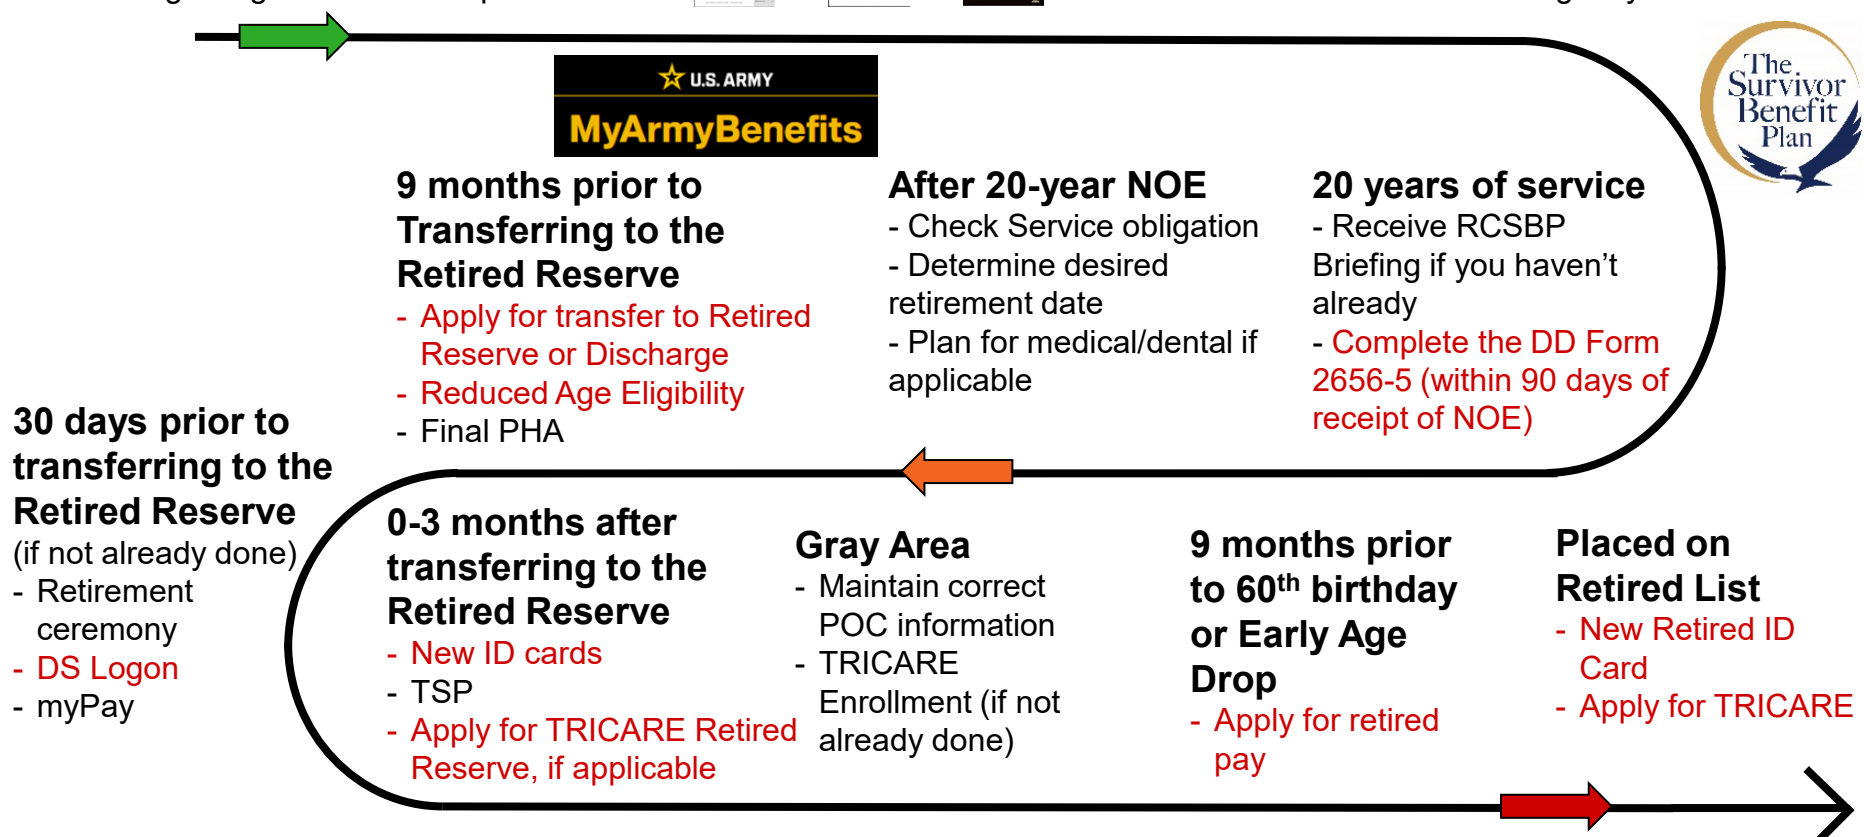 U.S. ARMY
MyArmyBenefits
The
Survivor
Benefit
Plan
20 years of service
- Receive RCSBP
Briefing if you haven’t
already
- Complete the DD Form
2656-5 (within 90 days of
receipt of NOE)
After 20-year NOE
- Check Service obligation
- Determine desired
retirement date
- Plan for medical/dental if
applicable
9 months prior to
Transferring to the
Retired Reserve
- Apply for transfer to Retired
Reserve or Discharge
- Reduced Age Eligibility
- Final PHA
30 days prior to
transferring to the
Retired Reserve
(if not already done)
- Retirement
ceremony
- DS Logon
- myPay
0-3 months after
transferring to the
Retired Reserve
- New ID cards
- TSP
- Apply for TRICARE Retired
Reserve, if applicable
Gray Area
- Maintain correct
POC information
- TRICARE
Enrollment (if not
already done)
9 months prior
to 60th birthday
or Early Age
Drop
- Apply for retired
pay
Placed on
Retired List
- New Retired ID
Card
- Apply for TRICARE